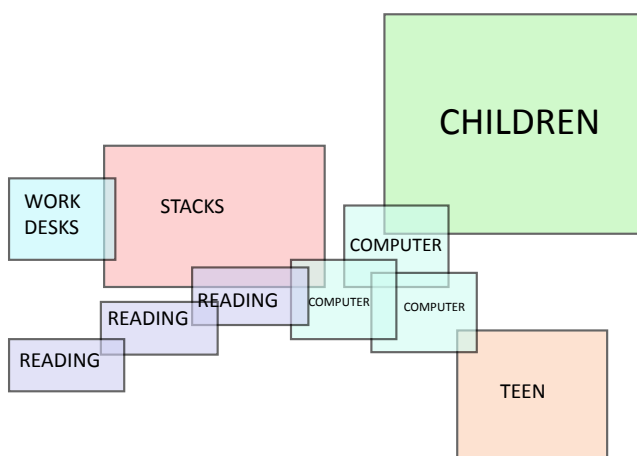 CHILDREN
WORK
DESKS
STACKS
COMPUTER
READING
COMPUTER
COMPUTER
READING
READING
TEEN